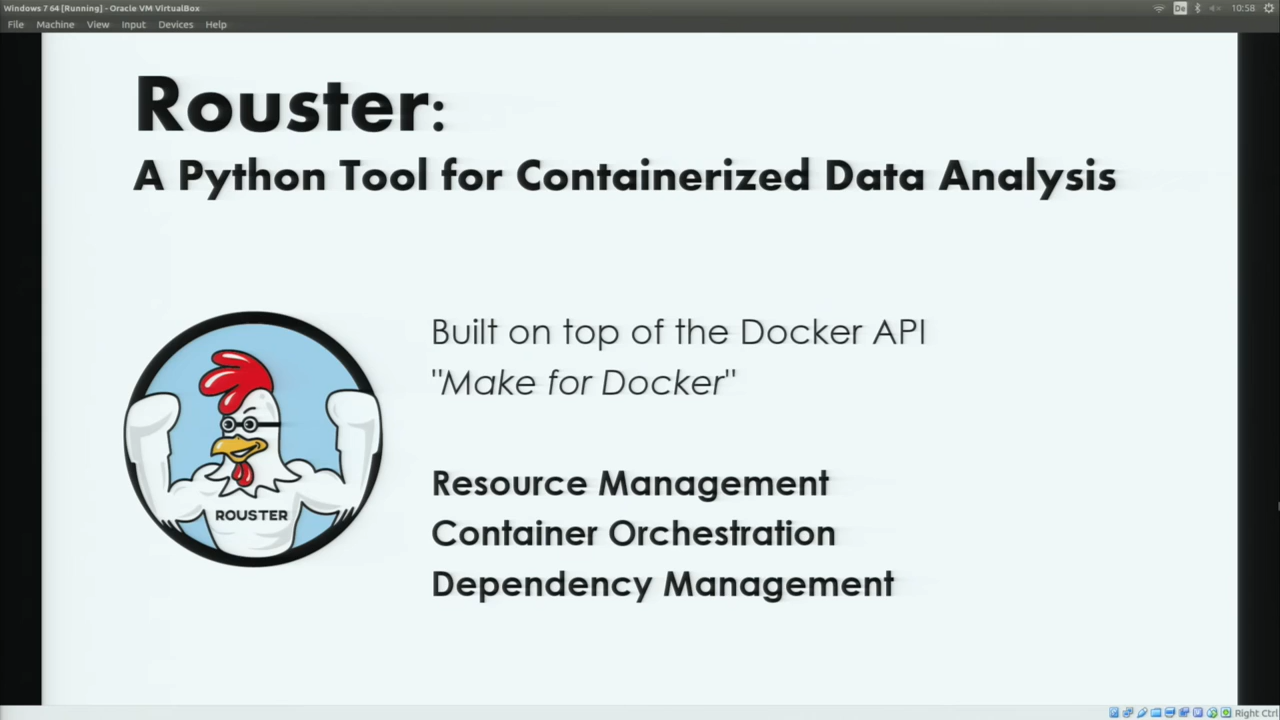 Windows 7 64 [Running] - Oracle VM VirtualBox
De
10:58
File Machine View Input Devices Help
Rouster:
A Python Tool for Containerized Data Analysis
Built on top of the Docker API
"Make for Docker"
ROUSTER
Resource Management
Container Orchestration
Dependency Management
Right Ctrl